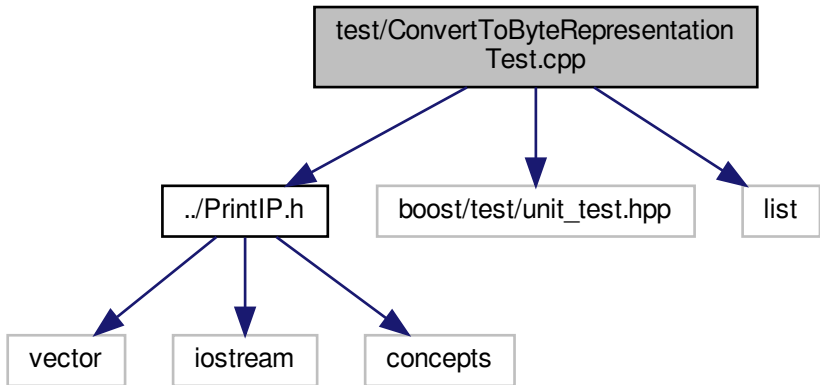 test/ConvertToByteRepresentation
Test.cpp
../PrintIP.h
boost/test/unit_test.hpp
list
vector
iostream
concepts